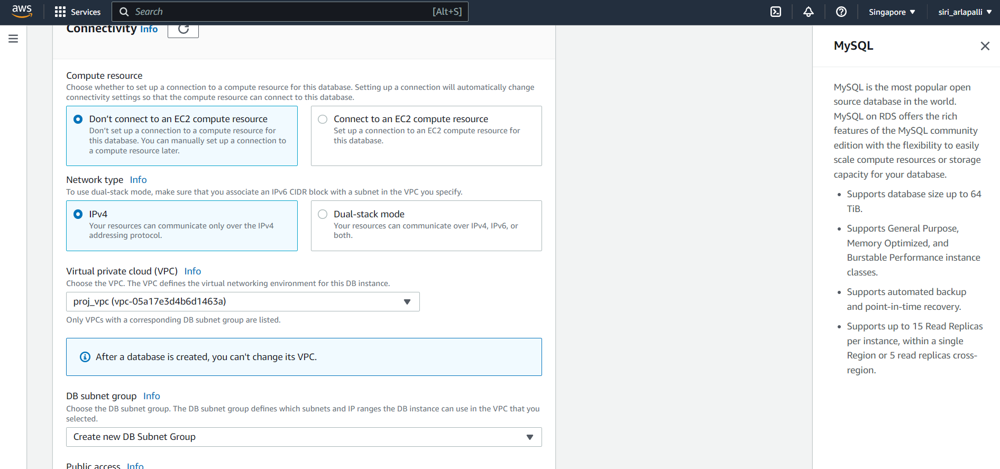 aws
Services
Search
[Alt+S]
Singapore
siri_arlapalli
Connectivity Info
Compute resource
Choose whether to set up a connection to a compute resource for this database. Setting up a connection will automatically change
connectivity settings so that the compute resource can connect to this database.
Don't connect to an EC2 compute resource
Don't set up a connection to a compute resource for
this database. You can manually set up a connection to
a compute resource later.
Connect to an EC2 compute resource
Set up a connection to an EC2 compute resource for
this database.
Network type Info
To use dual-stack mode, make sure that you associate an IPv6 CIDR block with a subnet in the VPC you specify.
IPv4
Your resources can communicate only over the IPv4
addressing protocol.
Dual-stack mode
Your resources can communicate over IPv4, IPv6, or
both.
Virtual private cloud (VPC) Info
Choose the VPC. The VPC defines the virtual networking environment for this DB instance.
proj_vpc (vpc-05a17e3d4b6d1463a)
Only VPCs with a corresponding DB subnet group are listed.
After a database is created, you can't change its VPC.
DB subnet group Info
Choose the DB subnet group. The DB subnet group defines which subnets and IP ranges the DB instance can use in the VPC that you
selected.
Create new DB Subnet Group
Public access Info
MySQL
MySQL is the most popular open
source database in the world.
MySQL on RDS offers the rich
features of the MySQL community
edition with the flexibility to easily
scale compute resources or storage
capacity for your database.
• Supports database size up to 64
TiB.
• Supports General Purpose,
Memory Optimized, and
Burstable Performance instance
classes.
• Supports automated backup
and point-in-time recovery.
• Supports up to 15 Read Replicas
per instance, within a single
Region or 5 read replicas cross-
region.